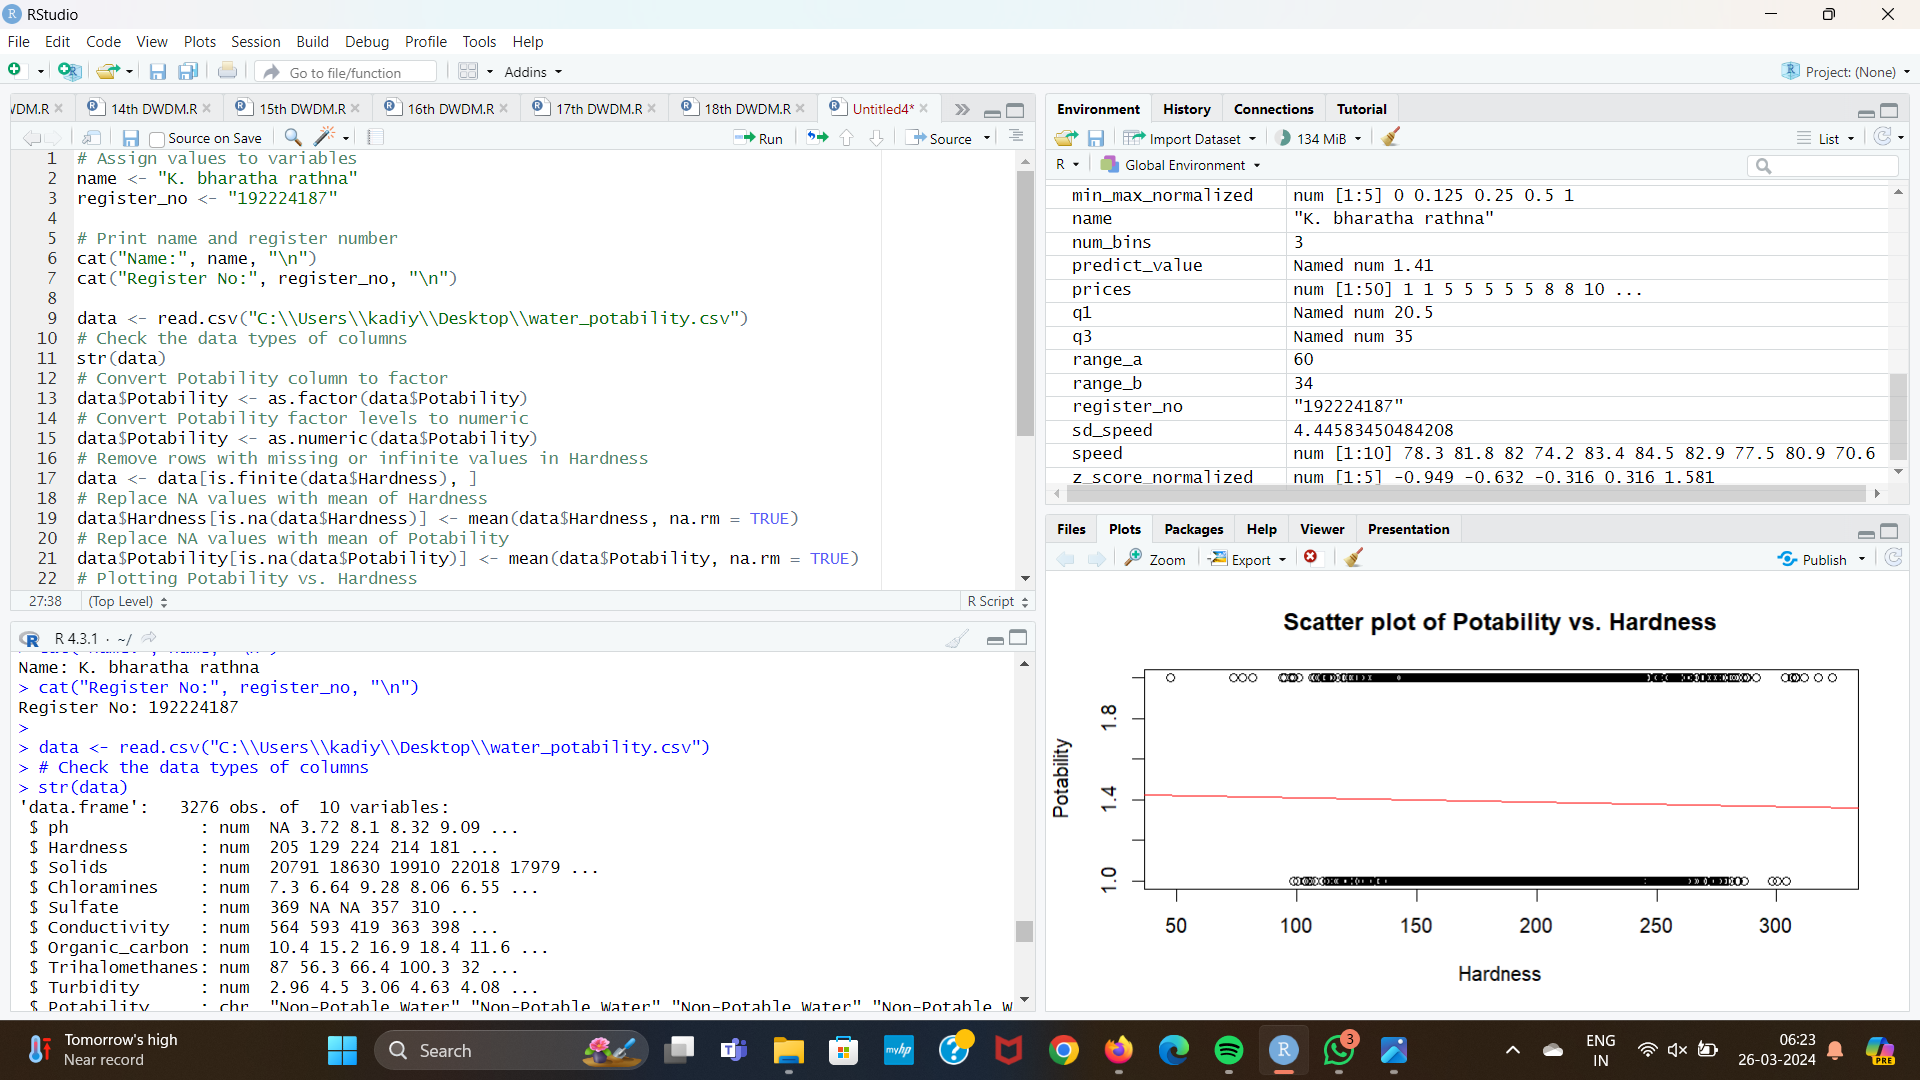 RStudio
File Edit Code View Plots Session Build Debug Profile Tools Help
Go to file/function Addins Project: (None)
DM.R 14th DWDM.R 15th DWDM.R 16th DWDM.R 17th DWDM.R 18th DWDM.R Untitled4*
Source on Save Run Source
1 # Assign values to variables
2 name <- "K. bharatha rathna"
3 register_no <- "192224187"
4
5 # Print name and register number
6 cat("Name:", name, "\n")
7 cat("Register No:", register_no, "\n")
8
9 data <- read.csv("C:\\Users\\kadiy\\Desktop\\water_potability.csv")
10 # Check the data types of columns
11 str(data)
12 # Convert Potability column to factor
13 data$Potability <- as.factor(data$Potability)
14 # Convert Potability factor levels to numeric
15 data$Potability <- as.numeric(data$Potability)
16 # Remove rows with missing or infinite values in Hardness
17 data <- data[is.finite(data$Hardness), ]
18 # Replace NA values with mean of Hardness
19 data$Hardness[is.na(data$Hardness)] <- mean(data$Hardness, na.rm = TRUE)
20 # Replace NA values with mean of Potability
21 data$Potability[is.na(data$Potability)] <- mean(data$Potability, na.rm = TRUE)
22 # Plotting Potability vs. Hardness
27:38 (Top Level) R Script
R 4.3.1 · ~/
Name: K. bharatha rathna
> cat("Register No:", register_no, "\n")
Register No: 192224187
>
> data <- read.csv("C:\\Users\\kadiy\\Desktop\\water_potability.csv")
> # Check the data types of columns
> str(data)
'data.frame': 3276 obs. of 10 variables:
$ ph : num NA 3.72 8.1 8.32 9.09 ...
$ Hardness : num 205 129 224 214 181 ...
$ Solids : num 20791 18630 19910 22018 17979 ...
$ Chloramines : num 7.3 6.64 9.28 8.06 6.55 ...
$ Sulfate : num 369 NA NA 357 310 ...
$ Conductivity : num 564 593 419 363 398 ...
$ Organic_carbon : num 10.4 15.2 16.9 18.4 11.6 ...
$ Trihalomethanes: num 87 56.3 66.4 100.3 32 ...
$ Turbidity : num 2.96 4.5 3.06 4.63 4.08 ...
$ Potability : chr "Non-Potable Water" "Non-Potable Water" "Non-Potable Water" "Non-Potable W
Environment History Connections Tutorial
Import Dataset 134 MiB List
R Global Environment
min_max_normalized num [1:5] 0 0.125 0.25 0.5 1
name "K. bharatha rathna"
num_bins 3
predict_value Named num 1.41
prices num [1:50] 1 1 5 5 5 5 5 8 8 10 ...
q1 Named num 20.5
q3 Named num 35
range_a 60
range_b 34
register_no "192224187"
sd_speed 4.44583450484208
speed num [1:10] 78.3 81.8 82 74.2 83.4 84.5 82.9 77.5 80.9 70.6
z_score_normalized num [1:5] -0.949 -0.632 -0.316 0.316 1.581
Files Plots Packages Help Viewer Presentation
Zoom Export Publish
Scatter plot of Potability vs. Hardness
Potability
1.8
1.4
1.0
50 100 150 200 250 300
Hardness
Tomorrow's high
Near record
Search
myhp
3
ENG
IN
06:23
26-03-2024
PRE